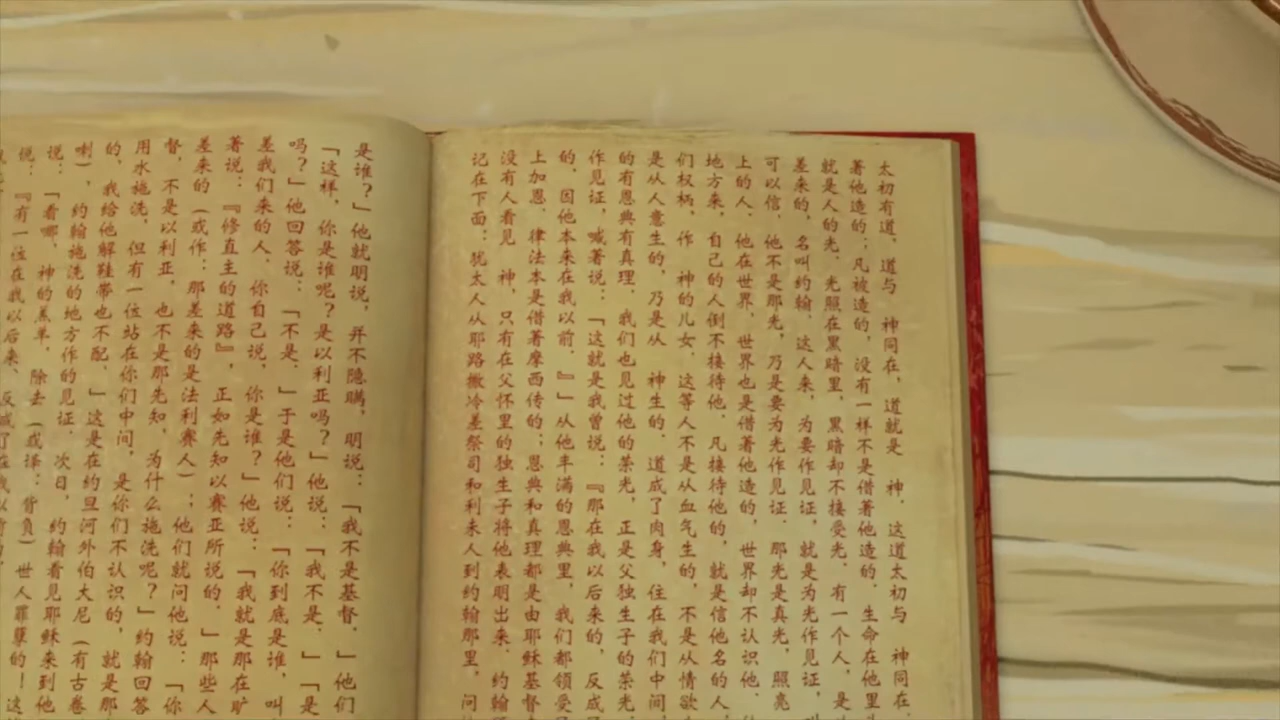 太初有道，道与　神同在，道就是　神．这道太初与　神同在．
著他造的；凡被造的，没有一样不是借著他造的．生命在他里头
就是人的光．光照在黑暗里，黑暗却不接受光．有一个人，是
差来的，名叫约翰．这人来，为要作见证，就是为光作见证，
可以信．他不是那光，乃是要为光作见证．那光是真光，照亮
上的人．他在世界，世界也是借著他造的，世界却不认识他．
地方来，自己的人倒不接待他．凡接待他的，就是信他名的人，
们权柄，作　神的儿女．这等人不是从血气生的，不是从情欲
是从人意生的，乃是从　神生的．道成了肉身，住在我们中间，
的有恩典有真理．我们也见过他的荣光，正是父独生子的荣光．
作见证，喊著说：「这就是我曾说：『那在我以后来的，反成
的，因他本来在我以前．』」从他丰满的恩典里，我们都领受
上加恩．律法本是借著摩西传的；恩典和真理都是由耶稣基督
没有人看见　神，只有在父怀里的独生子将他表明出来．约翰
记在下面：犹太人从耶路撒冷差祭司和利未人到约翰那里，问
是谁？」他就明说，并不隐瞒，明说：「我不是基督．」他们
「这样，你是谁呢？是以利亚吗？」他说：「我不是．」「是
吗？」他回答说：「不是．」于是他们说：「你到底是谁，叫
差我们来的人．你自己说，你是谁？」他说：「我就是那在旷
著说：『修直主的道路』，正如先知以赛亚所说的．」那些人
差来的（或作：那差来的是法利赛人）；他们就问他说：「你
督，不是以利亚，也不是那先知，为什么施洗呢？」约翰回答
用水施洗，但有一位站在你们中间，是你们不认识的，就是那
的，我给他解鞋带也不配．」这是在约旦河外伯大尼（有古卷
喇），约翰施洗的地方作的见证．次日，约翰看见耶稣来到他
说：「看哪，神的羔羊，除去（或译：背負）世人罪孽的！这
说：『有一位在我以后来、反成了在我以前的，